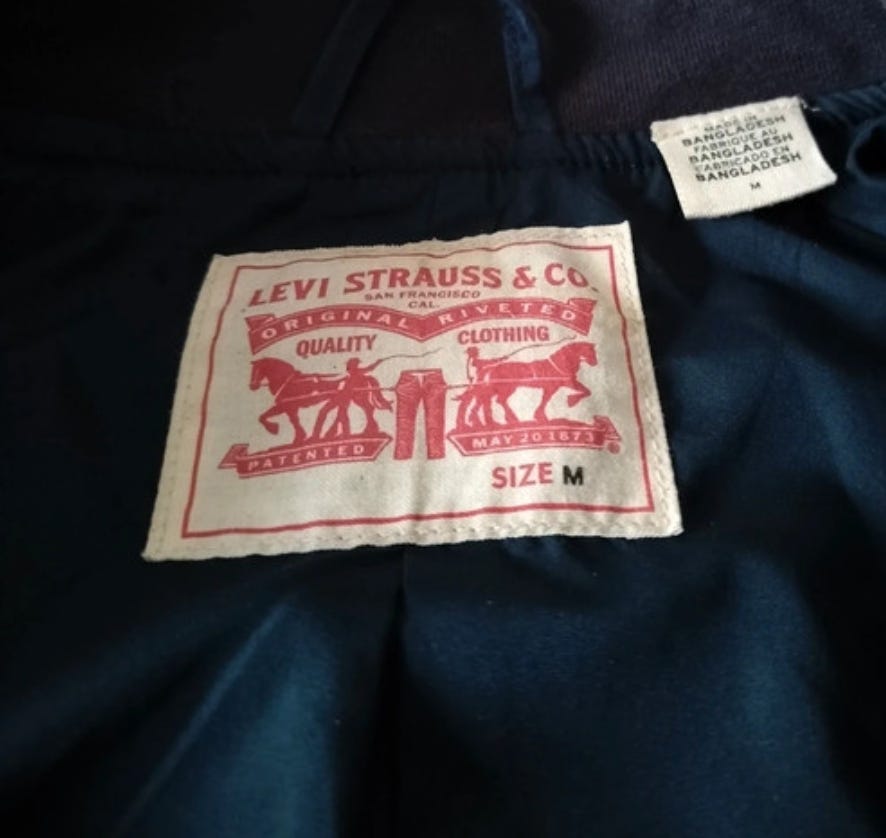 MADE IN
BANGLADESH
FABRIQUE AU
BANGLADESH
FABRICADO EN
BANGLADESH
M
LEVI STRAUSS & CO.
SAN FRANCISCO
CAL.
ORIGINAL RIVETED
QUALITY CLOTHING
PATENTED MAY 20 1873
®
SIZE M